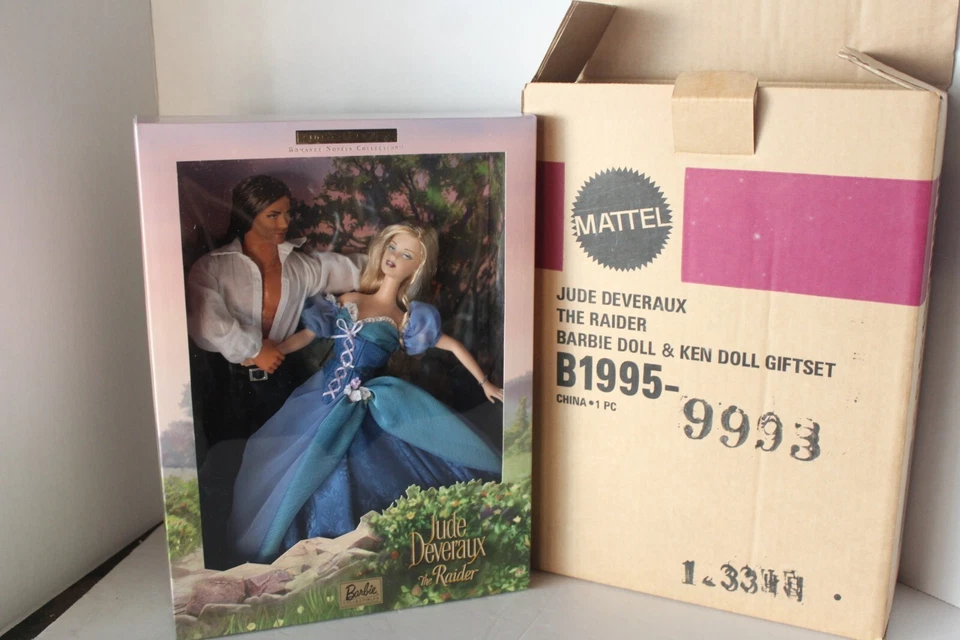 ROMANCE NOVELS COLLECTION
Jude
Deveraux
The Raider
Barbie
MATTEL
JUDE DEVERAUX
THE RAIDER
BARBIE DOLL & KEN DOLL GIFTSET
B1995-
9993
CHINA • 1 PC